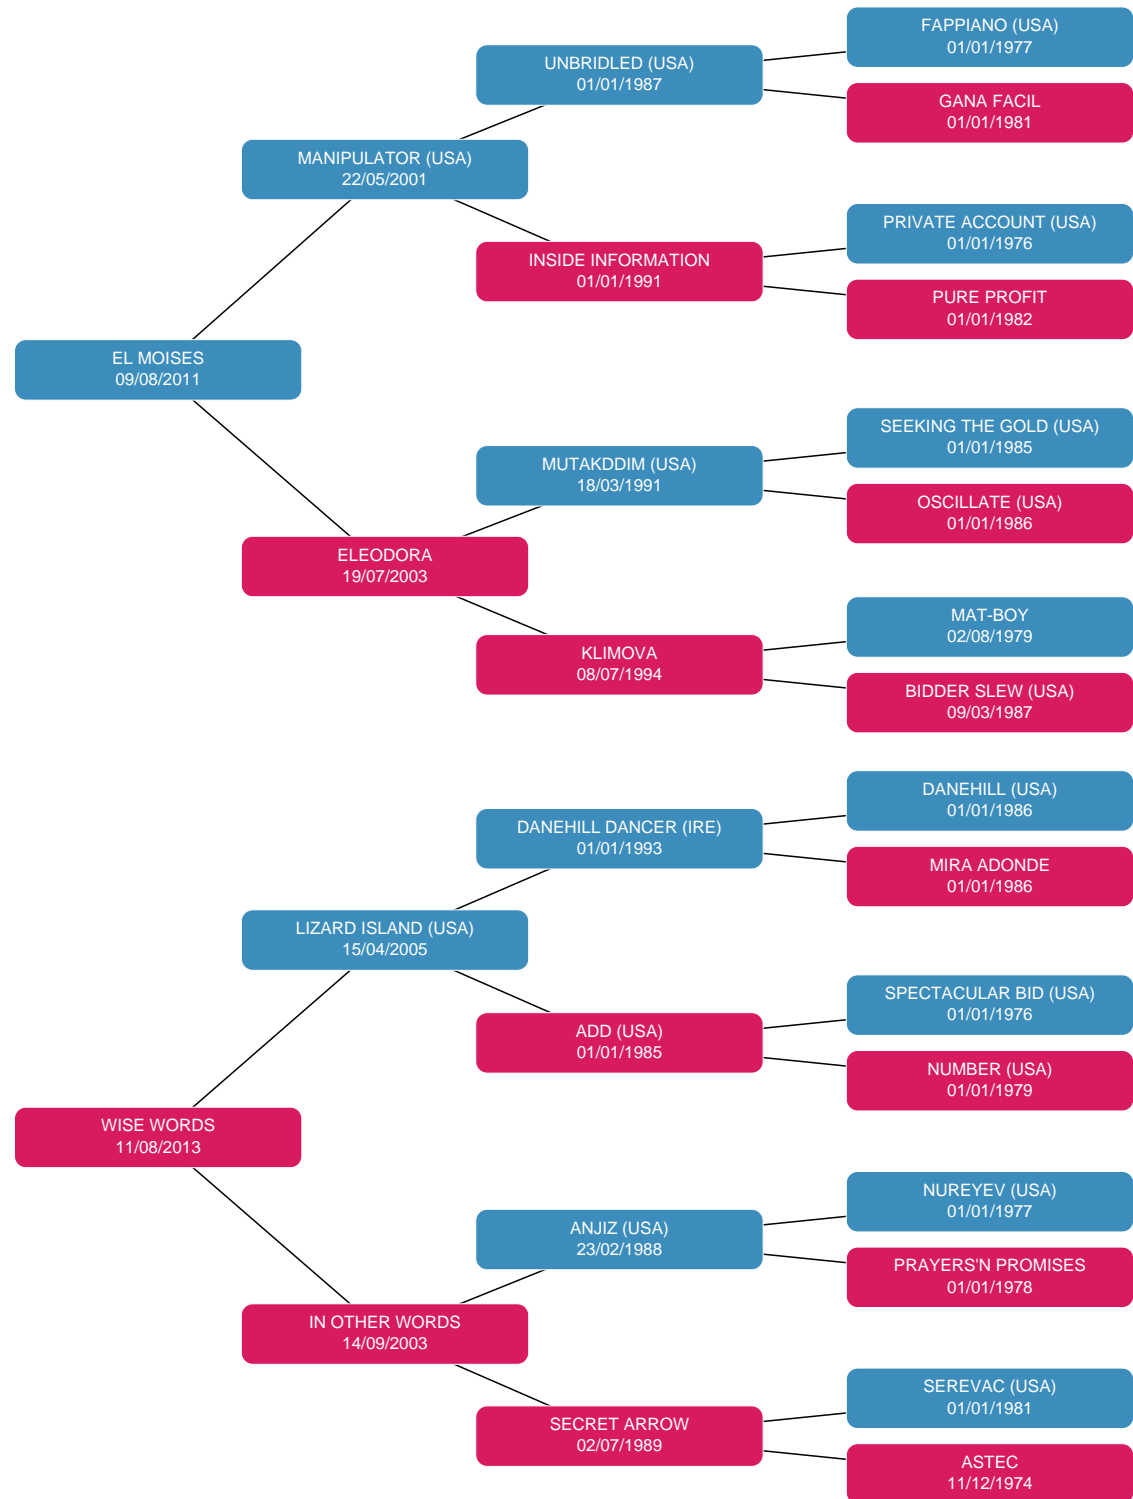 FAPPIANO (USA)
01/01/1977
UNBRIDLED (USA)
01/01/1987
GANA FACIL
01/01/1981
MANIPULATOR (USA)
22/05/2001
PRIVATE ACCOUNT (USA)
01/01/1976
INSIDE INFORMATION
01/01/1991
PURE PROFIT
01/01/1982
EL MOISES
09/08/2011
SEEKING THE GOLD (USA)
01/01/1985
MUTAKDDIM (USA)
18/03/1991
OSCILLATE (USA)
01/01/1986
ELEODORA
19/07/2003
MAT-BOY
02/08/1979
KLIMOVA
08/07/1994
BIDDER SLEW (USA)
09/03/1987
DANEHILL (USA)
01/01/1986
DANEHILL DANCER (IRE)
01/01/1993
MIRA ADONDE
01/01/1986
LIZARD ISLAND (USA)
15/04/2005
SPECTACULAR BID (USA)
01/01/1976
ADD (USA)
01/01/1985
NUMBER (USA)
01/01/1979
WISE WORDS
11/08/2013
NUREYEV (USA)
01/01/1977
ANJIZ (USA)
23/02/1988
PRAYERS'N PROMISES
01/01/1978
IN OTHER WORDS
14/09/2003
SEREVAC (USA)
01/01/1981
SECRET ARROW
02/07/1989
ASTEC
11/12/1974